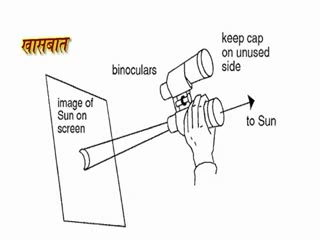 खासबात
keep cap
on unused
side
binoculars
image of
Sun on
screen
to Sun